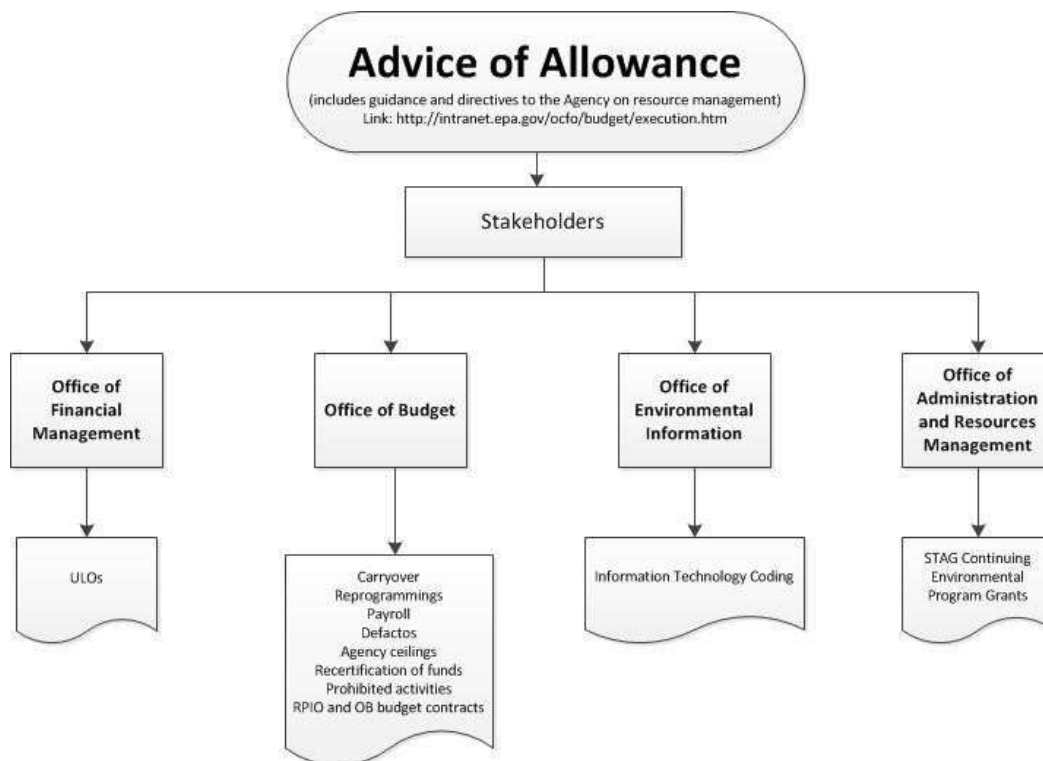 Advice of Allowance
(includes guidance and directives to the Agency on resource management)
Link: http://intranet.epa.gov/ocfo/budget/execution.htm
Stakeholders
Office of
Financial
Management
Office of Budget
Office of
Environmental
Information
Office of
Administration
and Resources
Management
ULOs
Carryover
Reprogrammings
Payroll
Defactos
Agency ceilings
Recertification of funds
Prohibited activities
RPIO and OB budget contracts
Information Technology Coding
STAG Continuing
Environmental
Program Grants